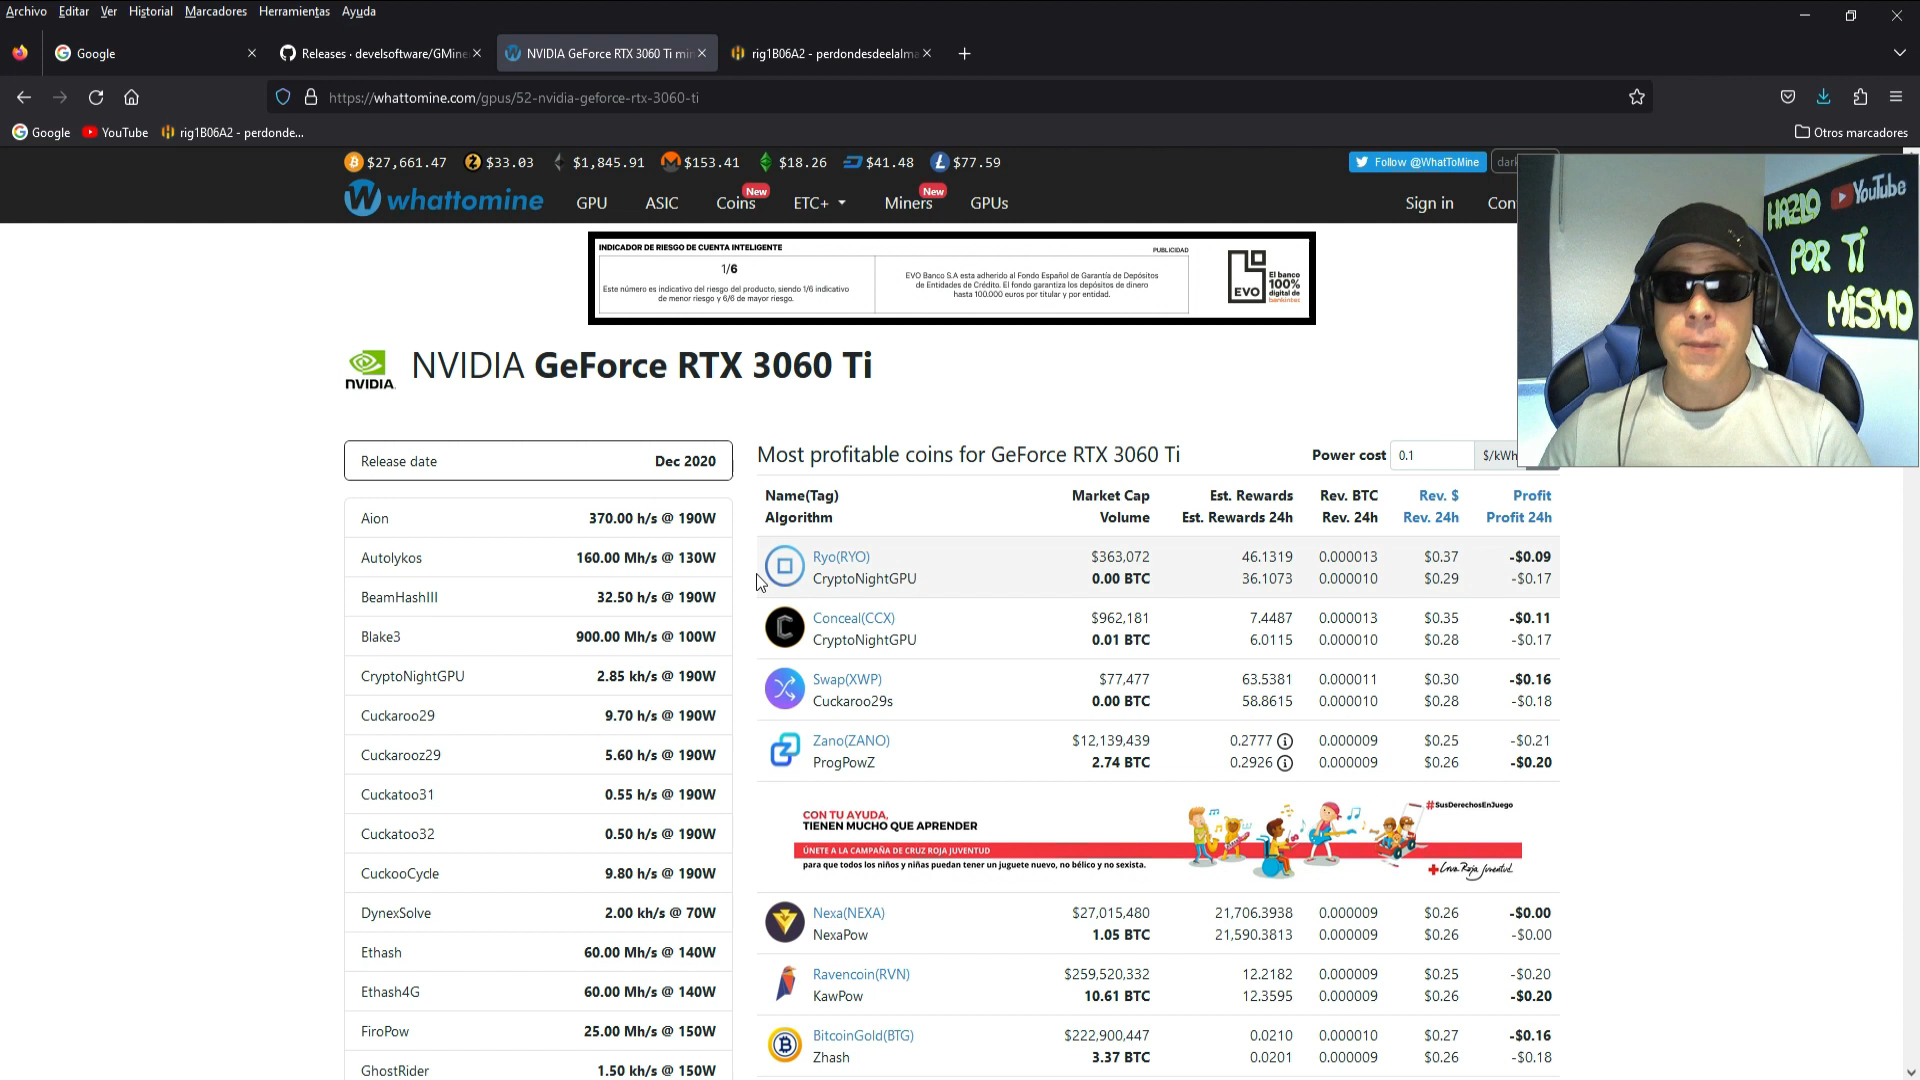 Archivo Editar Ver Historial Marcadores Herramientas Ayuda
Google
Releases · develsoftware/GMine
NVIDIA GeForce RTX 3060 Ti min
rig1B06A2 - perdondesdeelalma
https://whattomine.com/gpus/52-nvidia-geforce-rtx-3060-ti
Google YouTube rig1B06A2 - perdonde... Otros marcadores
$27,661.47 $33.03 $1,845.91 $153.41 $18.26 $41.48 $77.59
Follow @WhatToMine dark
whattomine GPU ASIC Coins New ETC+ Miners New GPUs Sign in Con
INDICADOR DE RIESGO DE CUENTA INTELIGENTE PUBLICIDAD
1/6
Este número es indicativo del riesgo del producto, siendo 1/6 indicativo
de menor riesgo y 6/6 de mayor riesgo.
EVO Banco S.A esta adherido al Fondo Español de Garantía de Depósitos
de Entidades de Crédito. El fondo garantiza los depósitos de dinero
hasta 100.000 euros por titular y por entidad.
EVO
El banco
100%
digital de
bankinter.
YouTube
HAZLO
POR TI
MISMO
NVIDIA.
NVIDIA GeForce RTX 3060 Ti
Release date Dec 2020
Aion 370.00 h/s @ 190W
Autolykos 160.00 Mh/s @ 130W
BeamHashIII 32.50 h/s @ 190W
Blake3 900.00 Mh/s @ 100W
CryptoNightGPU 2.85 kh/s @ 190W
Cuckaroo29 9.70 h/s @ 190W
Cuckarooz29 5.60 h/s @ 190W
Cuckatoo31 0.55 h/s @ 190W
Cuckatoo32 0.50 h/s @ 190W
CuckooCycle 9.80 h/s @ 190W
DynexSolve 2.00 kh/s @ 70W
Ethash 60.00 Mh/s @ 140W
Ethash4G 60.00 Mh/s @ 140W
FiroPow 25.00 Mh/s @ 150W
GhostRider 1.50 kh/s @ 150W
Most profitable coins for GeForce RTX 3060 Ti Power cost 0.1 $/kWh
Name(Tag) Market Cap Est. Rewards Rev. BTC Rev. $ Profit
Algorithm Volume Est. Rewards 24h Rev. 24h Rev. 24h Profit 24h
Ryo(RYO) $363,072 46.1319 0.000013 $0.37 -$0.09
CryptoNightGPU 0.00 BTC 36.1073 0.000010 $0.29 -$0.17
Conceal(CCX) $962,181 7.4487 0.000013 $0.35 -$0.11
CryptoNightGPU 0.01 BTC 6.0115 0.000010 $0.28 -$0.17
Swap(XWP) $77,477 63.5381 0.000011 $0.30 -$0.16
Cuckaroo29s 0.00 BTC 58.8615 0.000010 $0.28 -$0.18
Zano(ZANO) $12,139,439 0.2777 0.000009 $0.25 -$0.21
ProgPowZ 2.74 BTC 0.2926 0.000009 $0.26 -$0.20
CON TU AYUDA,
TIENEN MUCHO QUE APRENDER
ÚNETE A LA CAMPAÑA DE CRUZ ROJA JUVENTUD
para que todos los niños y niñas puedan tener un juguete nuevo, no bélico y no sexista.
#SusDerechosEnJuego
Cruz Roja Juventud
Nexa(NEXA) $27,015,480 21,706.3938 0.000009 $0.26 -$0.00
NexaPow 1.05 BTC 21,590.3813 0.000009 $0.26 -$0.00
Ravencoin(RVN) $259,520,332 12.2182 0.000009 $0.25 -$0.20
KawPow 10.61 BTC 12.3595 0.000009 $0.26 -$0.20
BitcoinGold(BTG) $222,900,447 0.0210 0.000010 $0.27 -$0.16
Zhash 3.37 BTC 0.0201 0.000009 $0.26 -$0.18